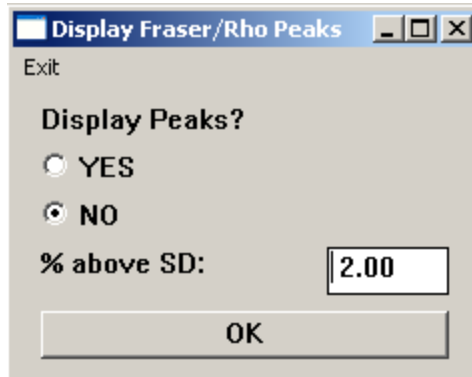 Display Fraser/Rho Peaks
Exit
Display Peaks?
YES
NO
% above SD: 2.00
OK